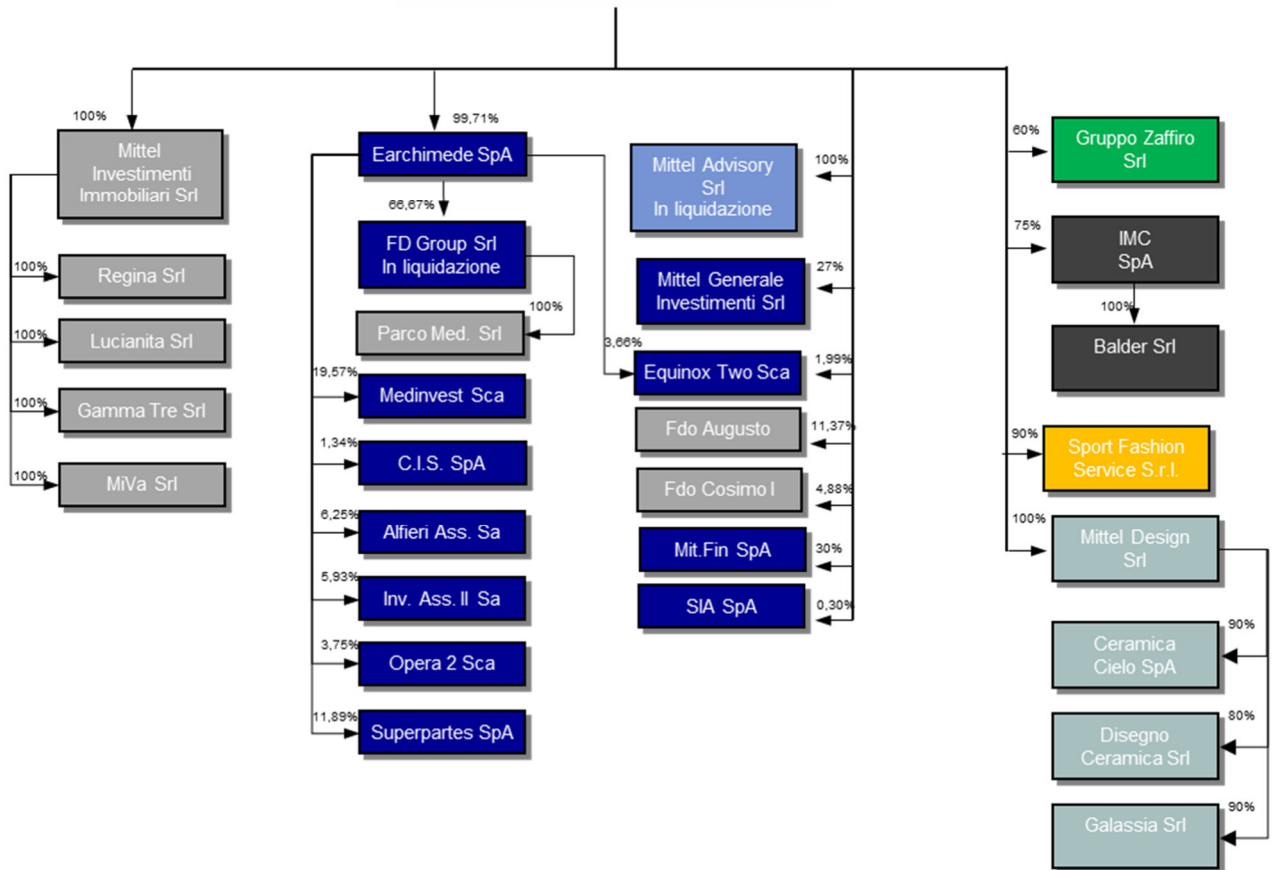 100%
Mittel
Investimenti
Immobiliari Srl
100%
Regina Srl
100%
Lucianita Srl
100%
Gamma Tre Srl
100%
MiVa Srl
99,71%
Earchimede SpA
66,67%
FD Group Srl
In liquidazione
100%
Parco Med. Srl
19,57%
Medinvest Sca
1,34%
C.I.S. SpA
6,25%
Alfieri Ass. Sa
5,93%
Inv. Ass. II Sa
3,75%
Opera 2 Sca
11,89%
Superpartes SpA
Mittel Advisory
Srl
In liquidazione
100%
Mittel Generale
Investimenti Srl
27%
3,66%
Equinox Two Sca
1,99%
Fdo Augusto
11,37%
Fdo Cosimo I
4,88%
Mit.Fin SpA
30%
SIA SpA
0,30%
60%
Gruppo Zaffiro
Srl
75%
IMC
SpA
100%
Balder Srl
90%
Sport Fashion
Service S.r.l.
100%
Mittel Design
Srl
90%
Ceramica
Cielo SpA
80%
Disegno
Ceramica Srl
90%
Galassia Srl